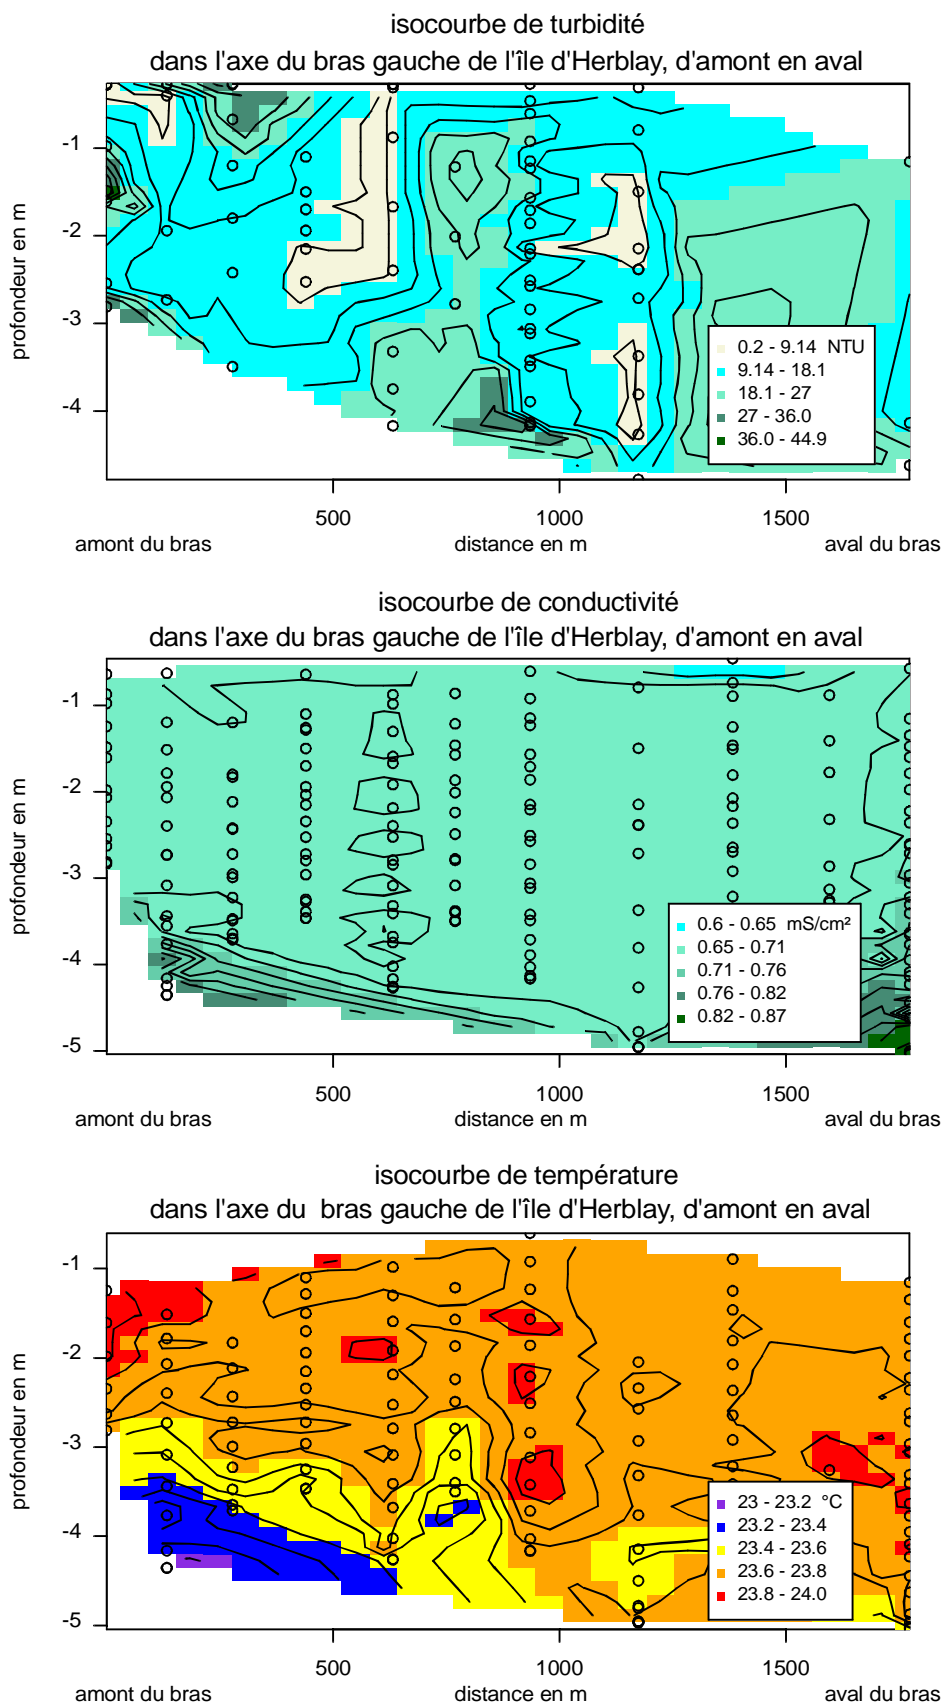 isocourbe de turbidité
dans l'axe du bras gauche de l'île d'Herblay, d'amont en aval
profondeur en m
-1
-2
-3
-4
0.2 - 9.14 NTU
9.14 - 18.1
18.1 - 27
27 - 36.0
36.0 - 44.9
500 1000 1500
amont du bras distance en m aval du bras
isocourbe de conductivité
dans l'axe du bras gauche de l'île d'Herblay, d'amont en aval
profondeur en m
-1
-2
-3
-4
-5
0.6 - 0.65 mS/cm²
0.65 - 0.71
0.71 - 0.76
0.76 - 0.82
0.82 - 0.87
500 1000 1500
amont du bras distance en m aval du bras
isocourbe de température
dans l'axe du bras gauche de l'île d'Herblay, d'amont en aval
profondeur en m
-1
-2
-3
-4
-5
23 - 23.2 °C
23.2 - 23.4
23.4 - 23.6
23.6 - 23.8
23.8 - 24.0
500 1000 1500
amont du bras distance en m aval du bras